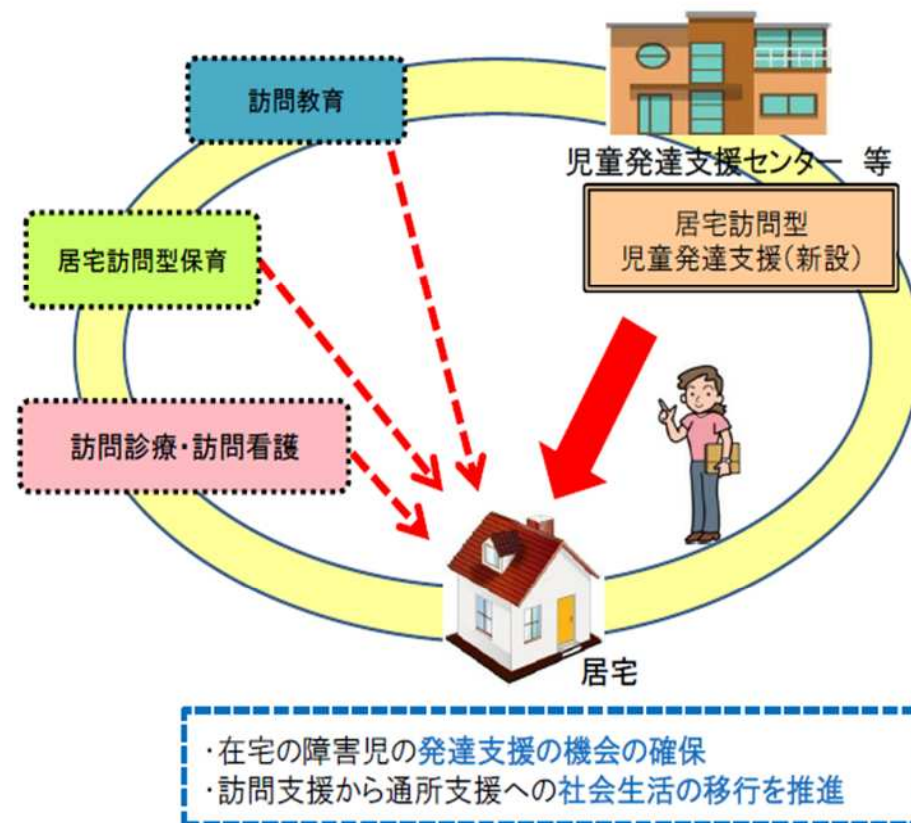 訪問教育
児童発達支援センター 等
居宅訪問型
児童発達支援(新設)
居宅訪問型保育
訪問診療・訪問看護
居宅
・在宅の障害児の発達支援の機会の確保
・訪問支援から通所支援への社会生活の移行を推進